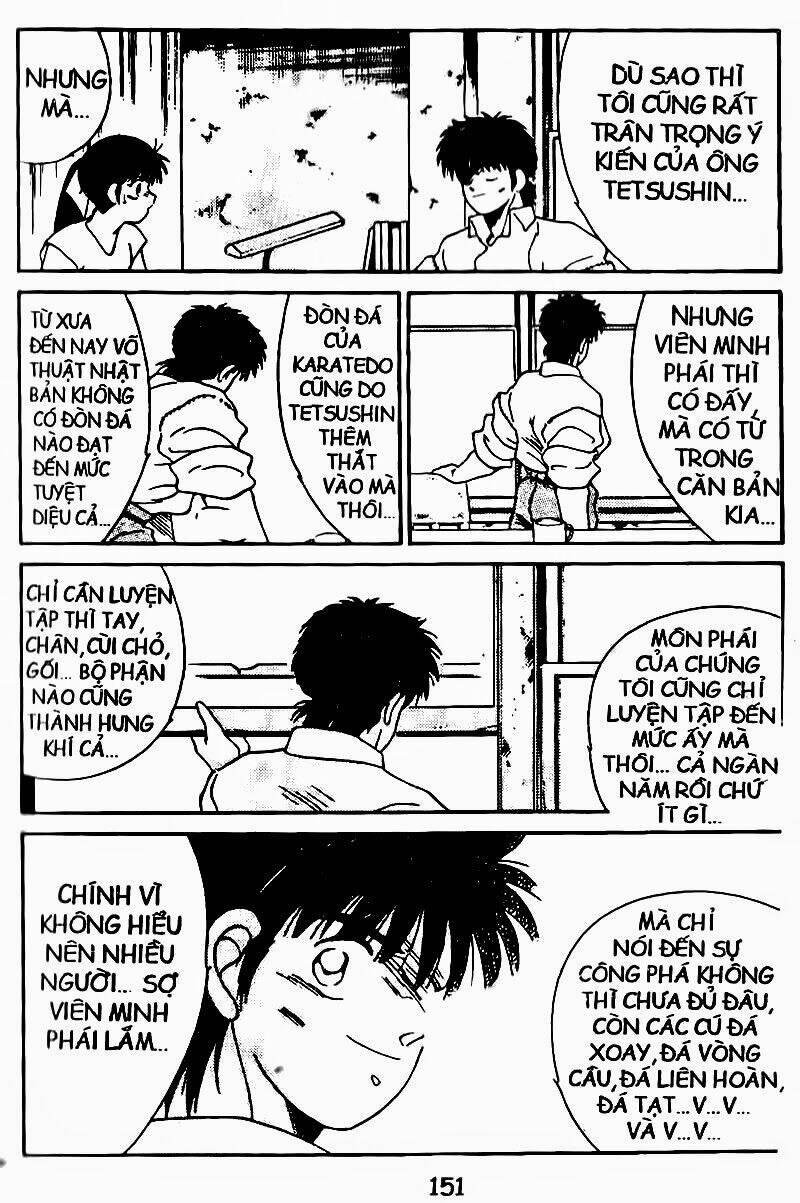 DÙ SAO THÌ
TÔI CŨNG RẤT
TRÂN TRỌNG Ý
KIẾN CỦA ÔNG
TETSUSHIN...
NHƯNG
MÀ...
NHƯNG
VIÊN MINH
PHÁI THÌ
CÓ ĐẤY,
MÀ CÓ TỪ
TRONG
CĂN BẢN
KIA...
ĐÒN ĐÁ
CỦA
KARATEDO
CŨNG DO
TETSUSHIN
THÊM
THẮT
VÀO MÀ
THÔI...
TỪ XƯA
ĐẾN NAY VÕ
THUẬT NHẬT
BẢN KHÔNG
CÓ ĐÒN ĐÁ
NÀO ĐẠT
ĐẾN MỨC
TUYỆT
DIỆU CẢ...
MÔN PHÁI
CỦA CHÚNG
TÔI CŨNG CHỈ
LUYỆN TẬP ĐẾN
MỨC ẤY MÀ
THÔI... CẢ NGÀN
NĂM RỒI CHỨ
ÍT GÌ...
CHỈ CẦN LUYỆN
TẬP THÌ TAY,
CHÂN, CÙI CHỎ,
GỐI... BỘ PHẬN
NÀO CŨNG
THÀNH HUNG
KHÍ CẢ...
MÀ CHỈ
NÓI ĐẾN SỰ
CÔNG PHÁ KHÔNG
THÌ CHƯA ĐỦ ĐÂU,
CÒN CÁC CÚ ĐÁ
XOAY, ĐÁ VÒNG
CẦU, ĐÁ LIÊN HOÀN,
ĐÁ TẠT...V...V...
VÀ V...V...
CHÍNH VÌ
KHÔNG HIỂU
NÊN NHIỀU
NGƯỜI... SỢ
VIÊN MINH
PHÁI LẮM...
151